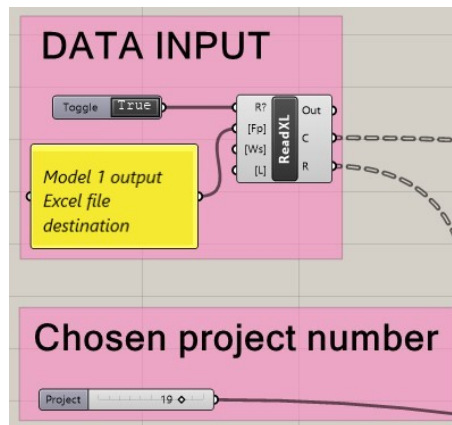 DATA INPUT
Toggle True
R? Out
[Fp] C
[Ws] R
[L]
ReadXL
Model 1 output
Excel file
destination
Chosen project number
Project 19